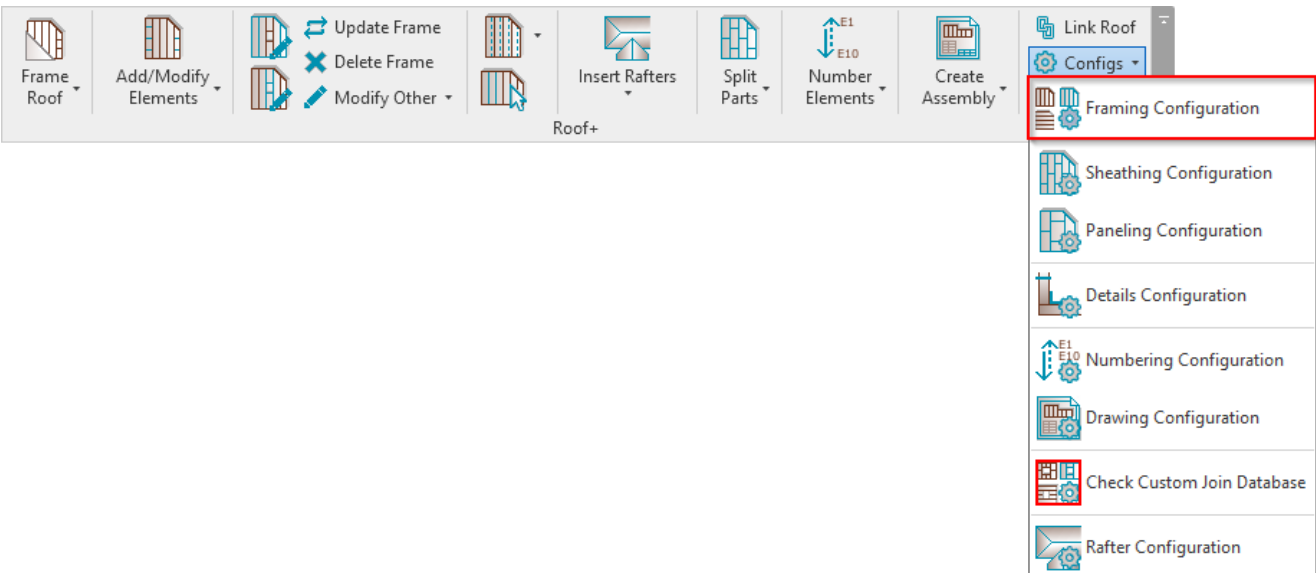 Frame
Roof
Add/Modify
Elements
Update Frame
Delete Frame
Modify Other
Insert Rafters
Split
Parts
E1
E10
Number
Elements
Create
Assembly
Link Roof
Configs
Roof+
Framing Configuration
Sheathing Configuration
Paneling Configuration
Details Configuration
E1
E10
Numbering Configuration
Drawing Configuration
Check Custom Join Database
Rafter Configuration